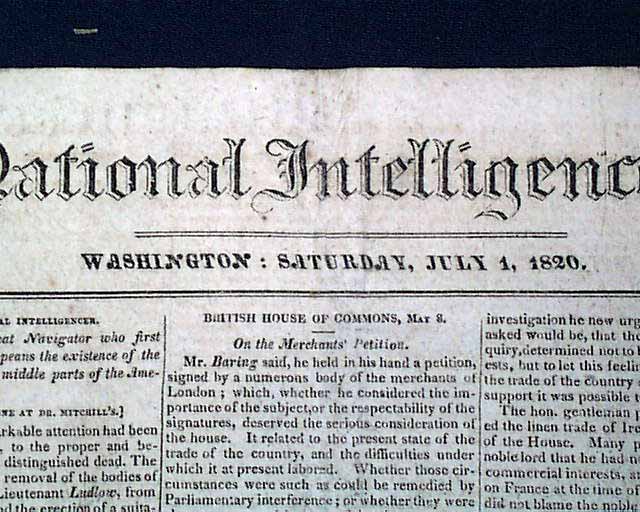 National Intelligenc
WASHINGTON : SATURDAY, JULY 1, 1820.
AL INTELLIGENCER.
eat Navigator who first
peans the existence of the
middle parts of the Ame-
NE AT DR. MITCHILL'S.]
arkable attention had been
, to the proper and be-
distinguished dead. The
removal of the bodies of
Lieutenant Ludlow, from
nd the erection of a suita-
BRITISH HOUSE OF COMMONS, MAY 8.
On the Merchants' Petition.
Mr. Baring said, he held in his hand a petition,
signed by a numerous body of the merchants of
London ; which, whether he considered the im-
portance of the subject, or the respectability of the
signatures, deserved the serious consideration of
the house. It related to the present state of the
trade of the country, and the difficulties under
which it at present labored. Whether those cir-
cumstances were such as could be remedied by
Parliamentary interference ; or whether they were
investigation he now urg
asked would be, that the
quiry, determined not to
ests, but to let this feelin
the trade of the country
support it was possible t
The hon. gentleman
ed the linen trade of Ire
of the House. Many p
noble lord that he had
commercial interests, a
on France at the time of
did not blame the noble